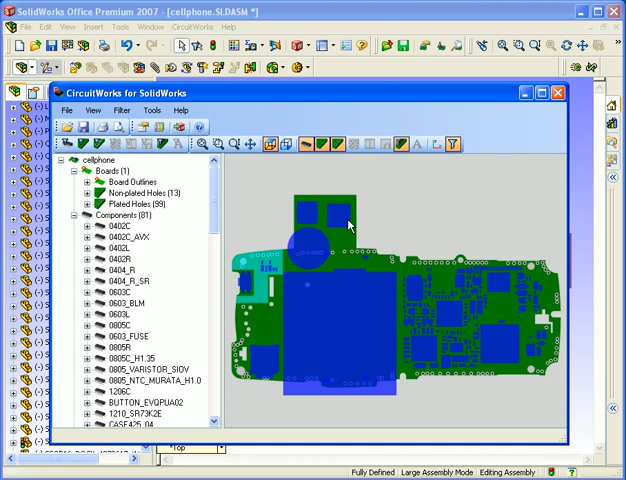 SolidWorks Office Premium 2007 - [cellphone.SLDASM *]
File Edit View Insert Tools Toolbox CircuitWorks Help
CircuitWorks for SolidWorks
File View Filter Tools Help
cellphone
Boards (1)
Board Outlines
Non-plated Holes (13)
Plated Holes (99)
Components (81)
0402C
0402C_AVX
0402L
0402R
0404_R
0404_R_SR
0603C
0603_BLM
0603L
0805C
0603_FUSE
0805R
0805C_H1.35
0805_VARISTOR_SIOV
0805_NTC_MURATA_H1.0
1206C
BUTTON_EVQPUA02
1210_SR73K2E
CASE425_04
*Top
Fully Defined Large Assembly Mode Editing Assembly